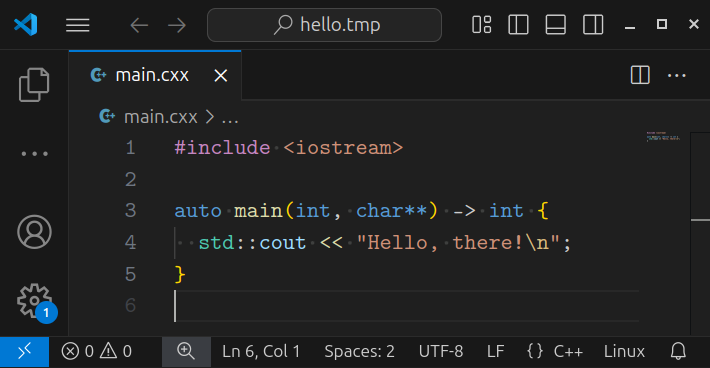 hello.tmp
main.cxx
main.cxx > ...
1 #include <iostream>
2
3 auto main(int, char**) -> int {
4   std::cout << "Hello, there!\n";
5 }
6
1
0 0 Ln 6, Col 1 Spaces: 2 UTF-8 LF {} C++ Linux